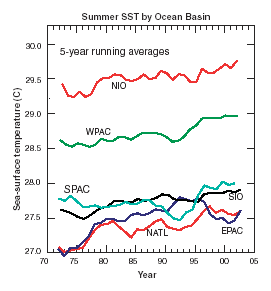 Summer SST by Ocean Basin
30.0
5-year running averages
29.5
NIO
29.0
WPAC
28.5
SPAC
28.0
SIO
27.5
NATL
EPAC
27.0
70 75 80 85 90 95 00 05
Year
Sea-surface temperature (C)